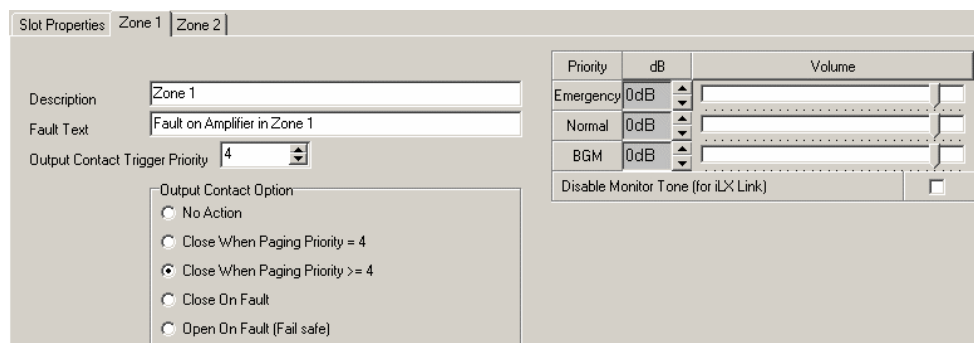 Slot Properties Zone 1 Zone 2
Description Zone 1
Fault Text Fault on Amplifier in Zone 1
Output Contact Trigger Priority 4
Output Contact Option
No Action
Close When Paging Priority = 4
Close When Paging Priority >= 4
Close On Fault
Open On Fault (Fail safe)
Priority dB Volume
Emergency 0dB
Normal 0dB
BGM 0dB
Disable Monitor Tone (for iLX Link)